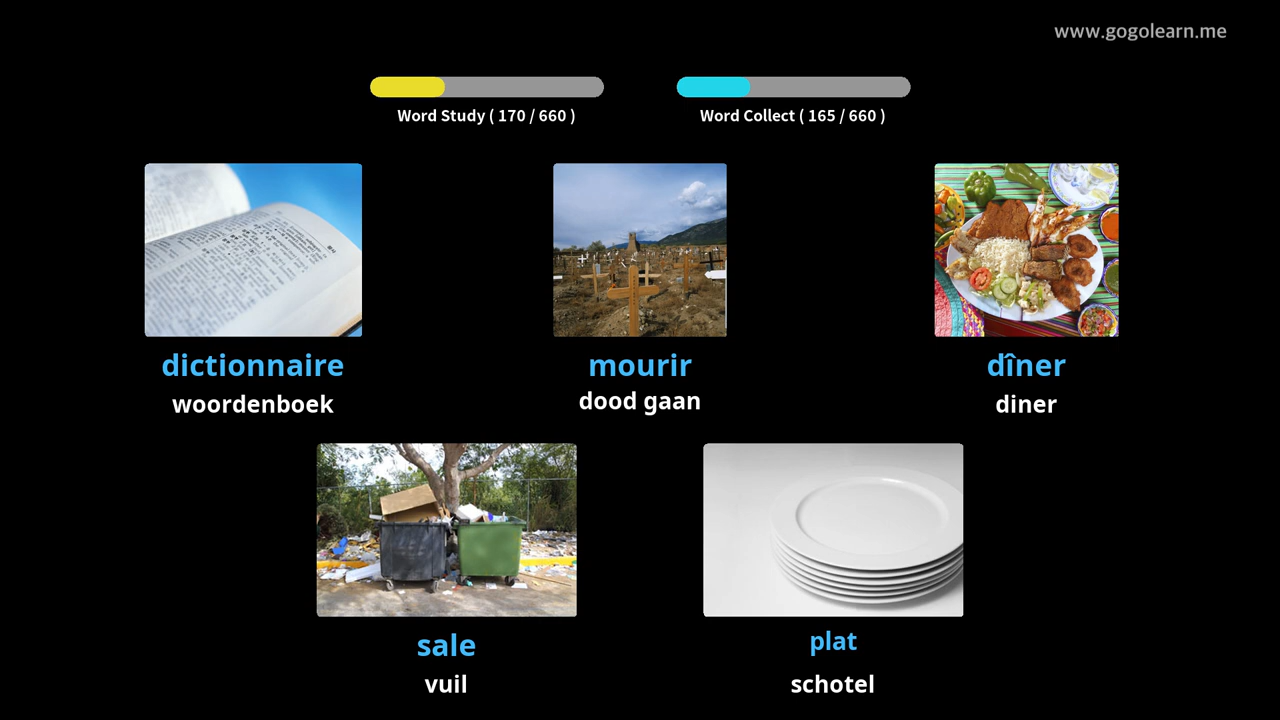 www.gogolearn.me
Word Study ( 170 / 660 )
Word Collect ( 165 / 660 )
dictionnaire
woordenboek
mourir
dood gaan
dîner
diner
sale
vuil
plat
schotel